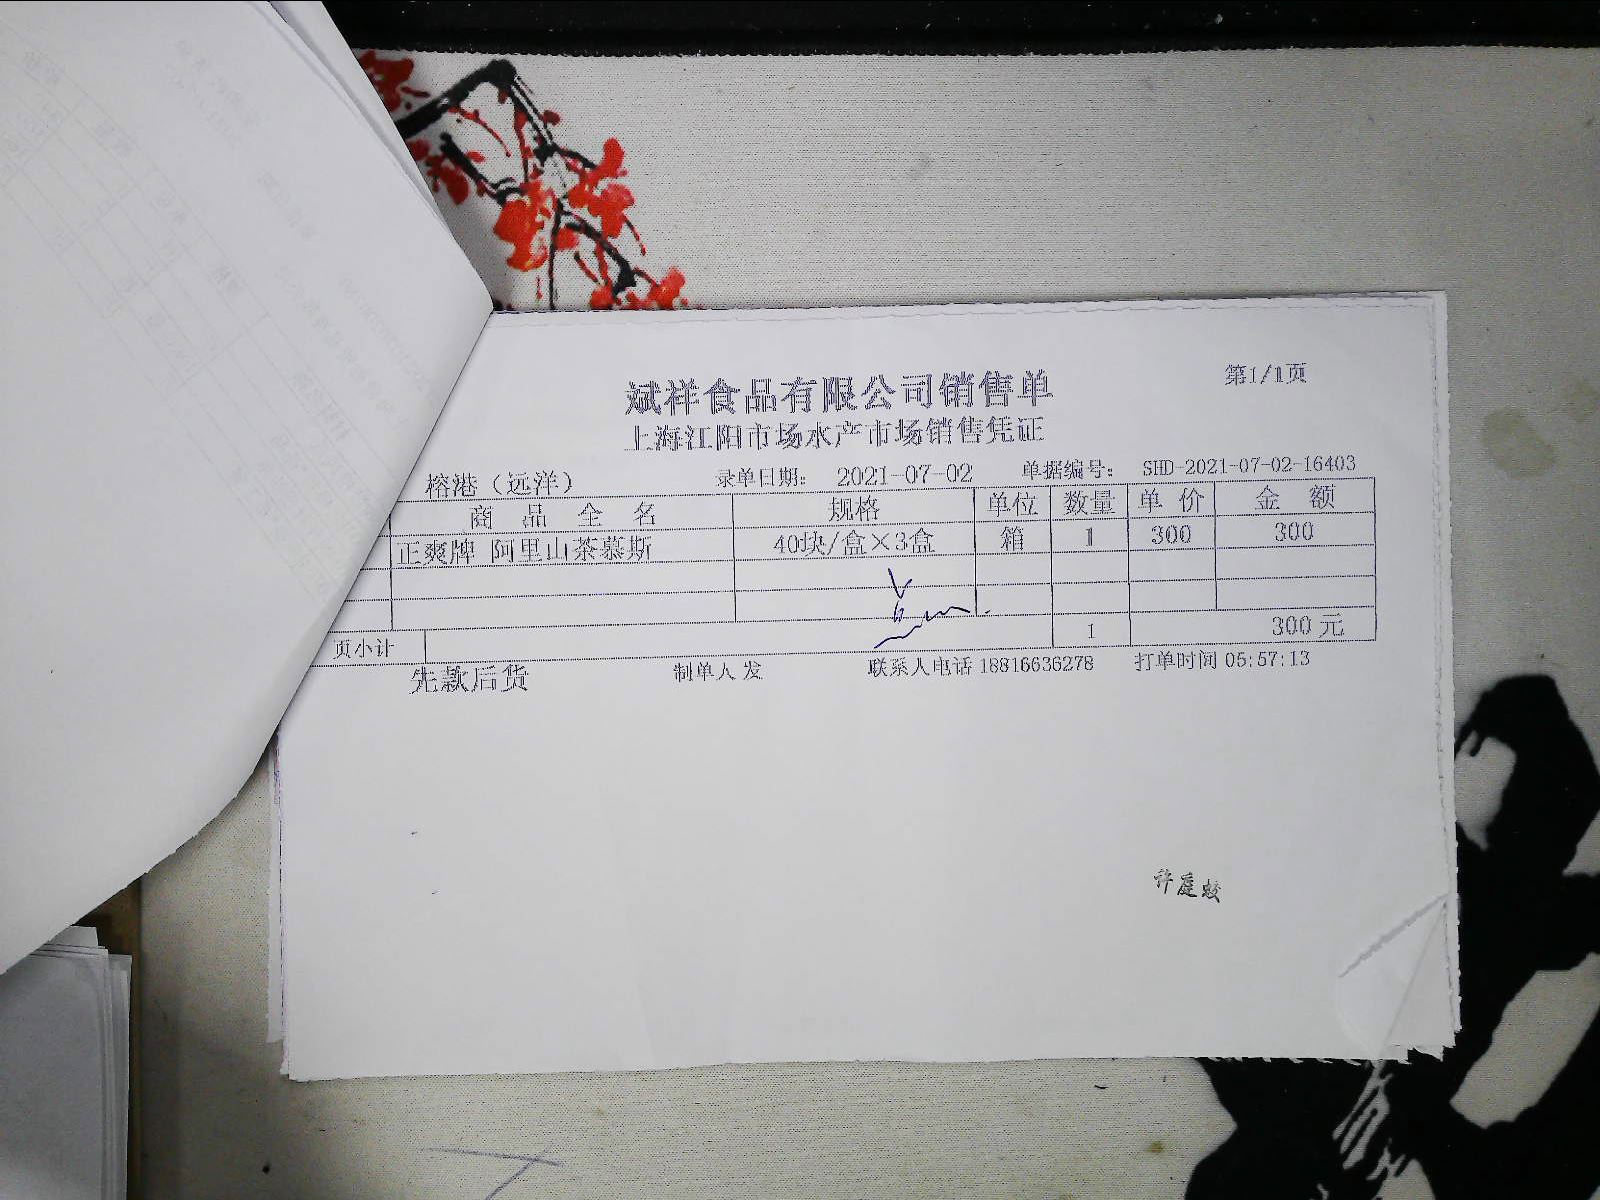 斌祥食品有限公司销售单
第1/1页
上海江阳市场水产市场销售凭证
榕港（远洋） 录单日期： 2021-07-02 单据编号： SHD-2021-07-02-16403
商 品 全 名 规格 单位 数量 单 价 金 额
正爽牌 阿里山茶慕斯 40块/盒×3盒 箱 1 300 300
页小计 1 300 元
先款后货 制单人 发 联系人电话 18816636278 打单时间 05:57:13
许庭蛟